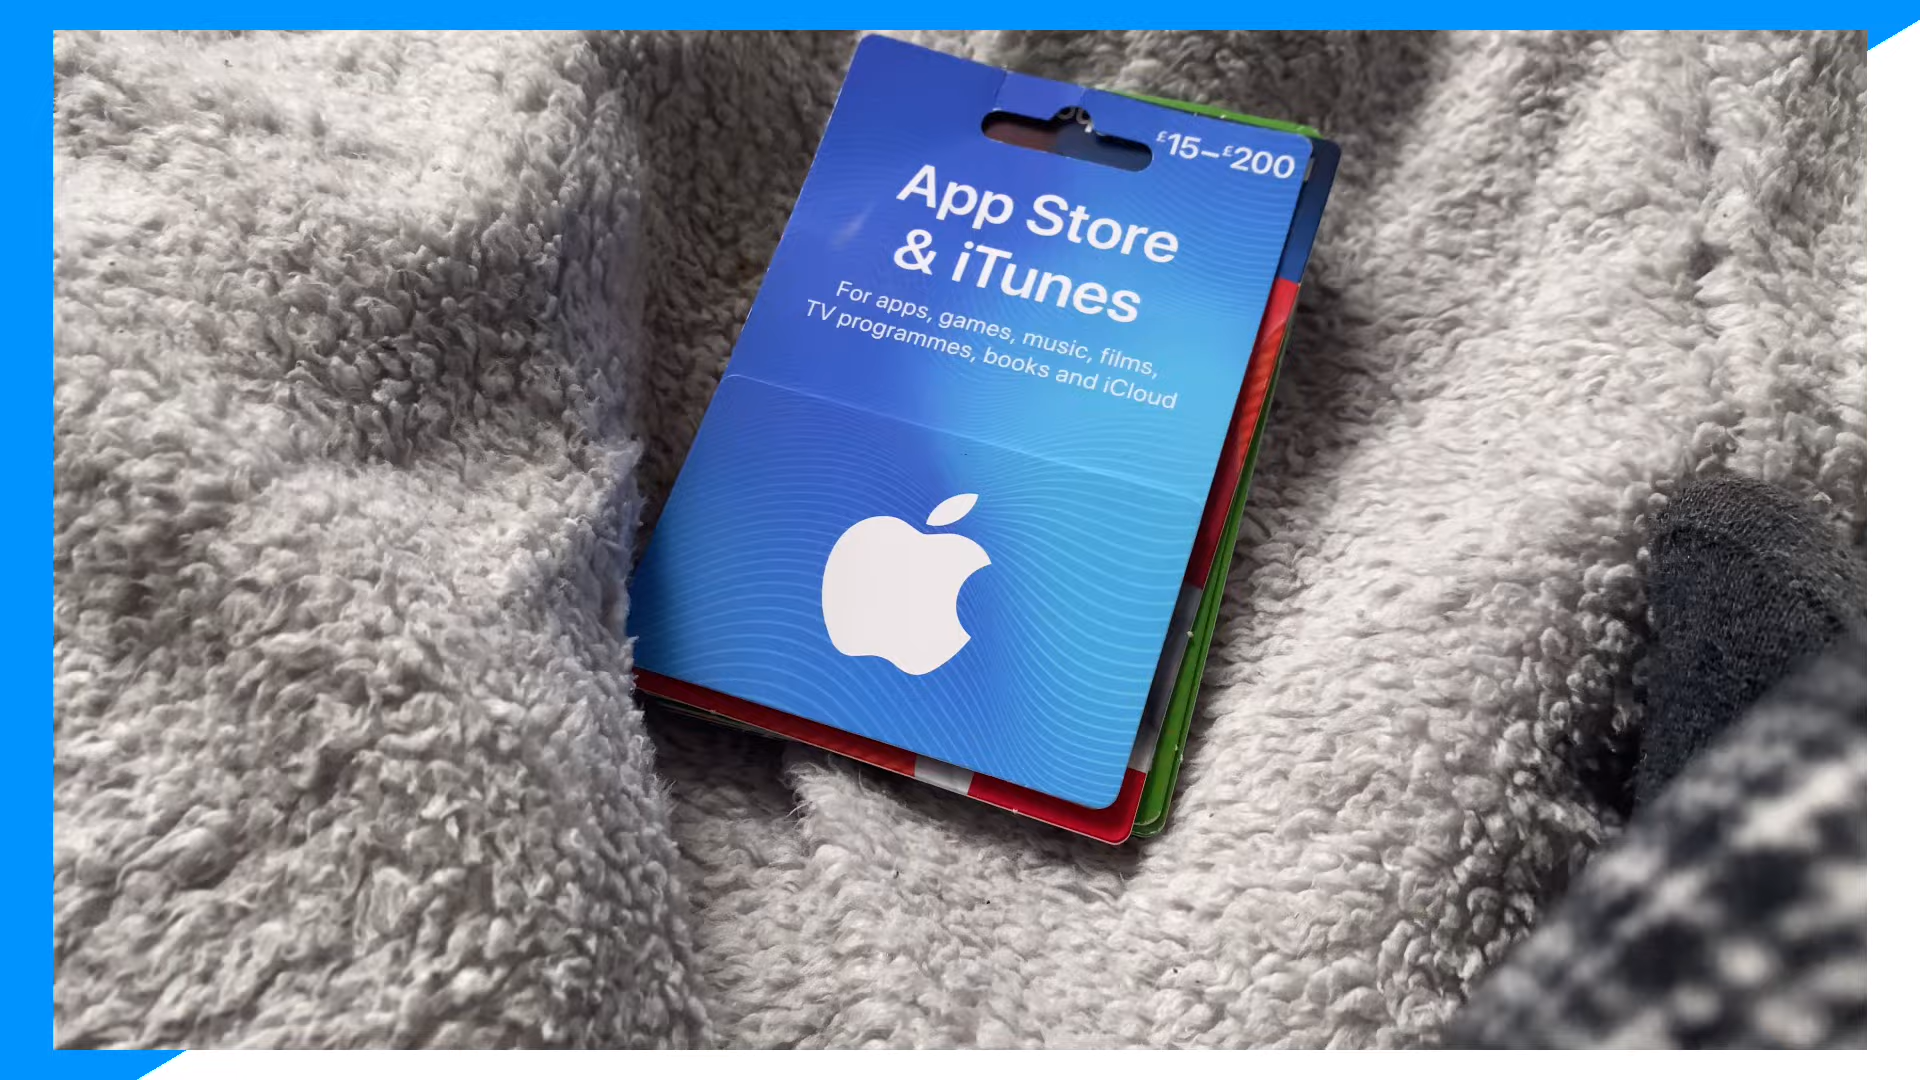 £15–£200
App Store
& iTunes
For apps, games, music, films,
TV programmes, books and iCloud